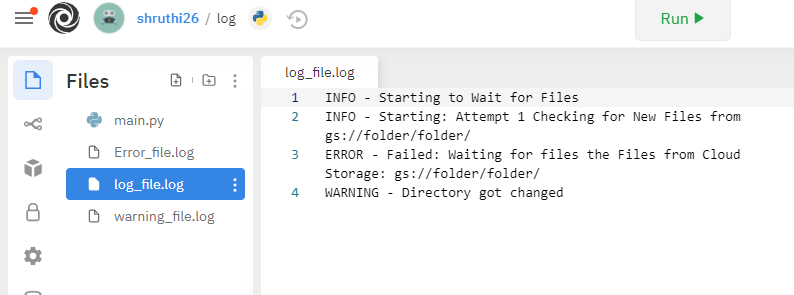 shruthi26 / log
Run
Files
log_file.log
main.py
Error_file.log
log_file.log
warning_file.log
1 INFO - Starting to Wait for Files
2 INFO - Starting: Attempt 1 Checking for New Files from
gs://folder/folder/
3 ERROR - Failed: Waiting for files the Files from Cloud
Storage: gs://folder/folder/
4 WARNING - Directory got changed